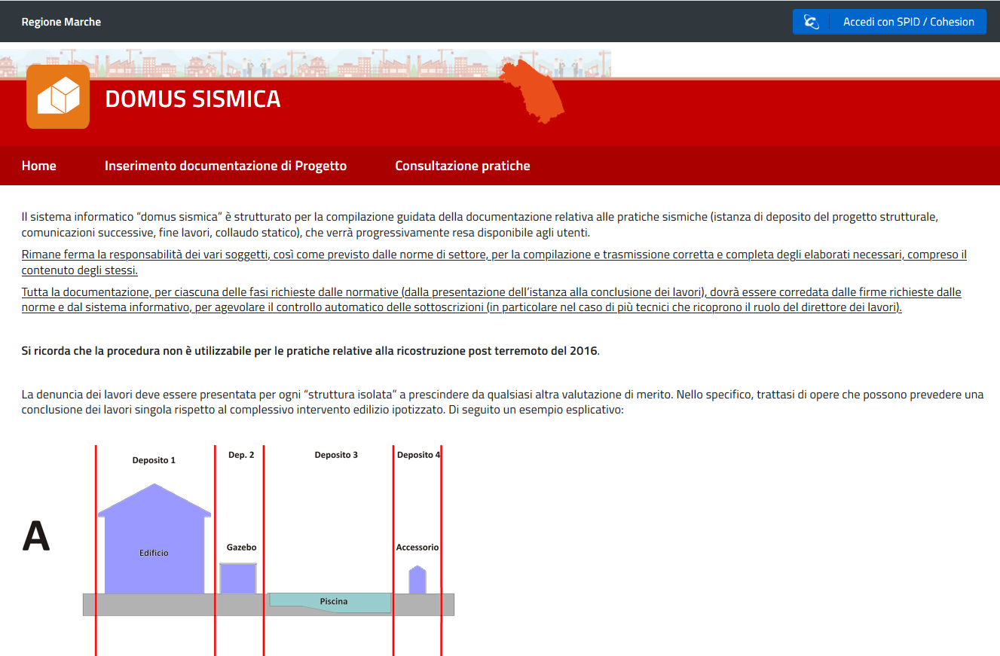 Regione Marche
Accedi con SPID / Cohesion
DOMUS SISMICA
Home
Inserimento documentazione di Progetto
Consultazione pratiche
Il sistema informatico “domus sismica” è strutturato per la compilazione guidata della documentazione relativa alle pratiche sismiche (istanza di deposito del progetto strutturale,
comunicazioni successive, fine lavori, collaudo statico), che verrà progressivamente resa disponibile agli utenti.
Rimane ferma la responsabilità dei vari soggetti, così come previsto dalle norme di settore, per la compilazione e trasmissione corretta e completa degli elaborati necessari, compreso il
contenuto degli stessi.
Tutta la documentazione, per ciascuna delle fasi richieste dalle normative (dalla presentazione dell’istanza alla conclusione dei lavori), dovrà essere corredata dalle firme richieste dalle
norme e dal sistema informativo, per agevolare il controllo automatico delle sottoscrizioni (in particolare nel caso di più tecnici che ricoprono il ruolo del direttore dei lavori).
Si ricorda che la procedura non è utilizzabile per le pratiche relative alla ricostruzione post terremoto del 2016.
La denuncia dei lavori deve essere presentata per ogni “struttura isolata” a prescindere da qualsiasi altra valutazione di merito. Nello specifico, trattasi di opere che possono prevedere una
conclusione dei lavori singola rispetto al complessivo intervento edilizio ipotizzato. Di seguito un esempio esplicativo:
Deposito 1
Dep. 2
Deposito 3
Deposito 4
A
Edificio
Gazebo
Accessorio
Piscina